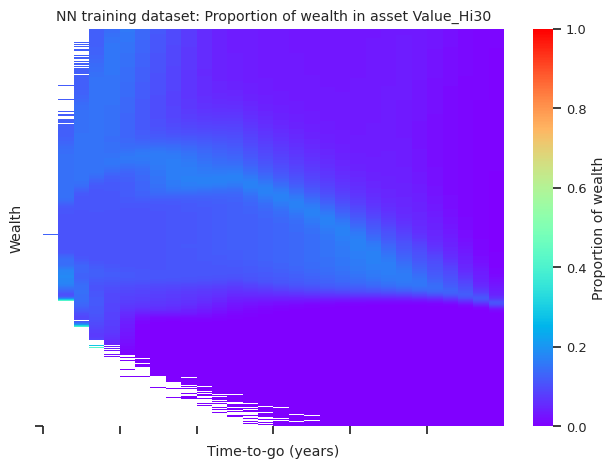 NN training dataset: Proportion of wealth in asset Value_Hi30
Wealth
Time-to-go (years)
1.0
0.8
0.6
0.4
0.2
0.0
Proportion of wealth